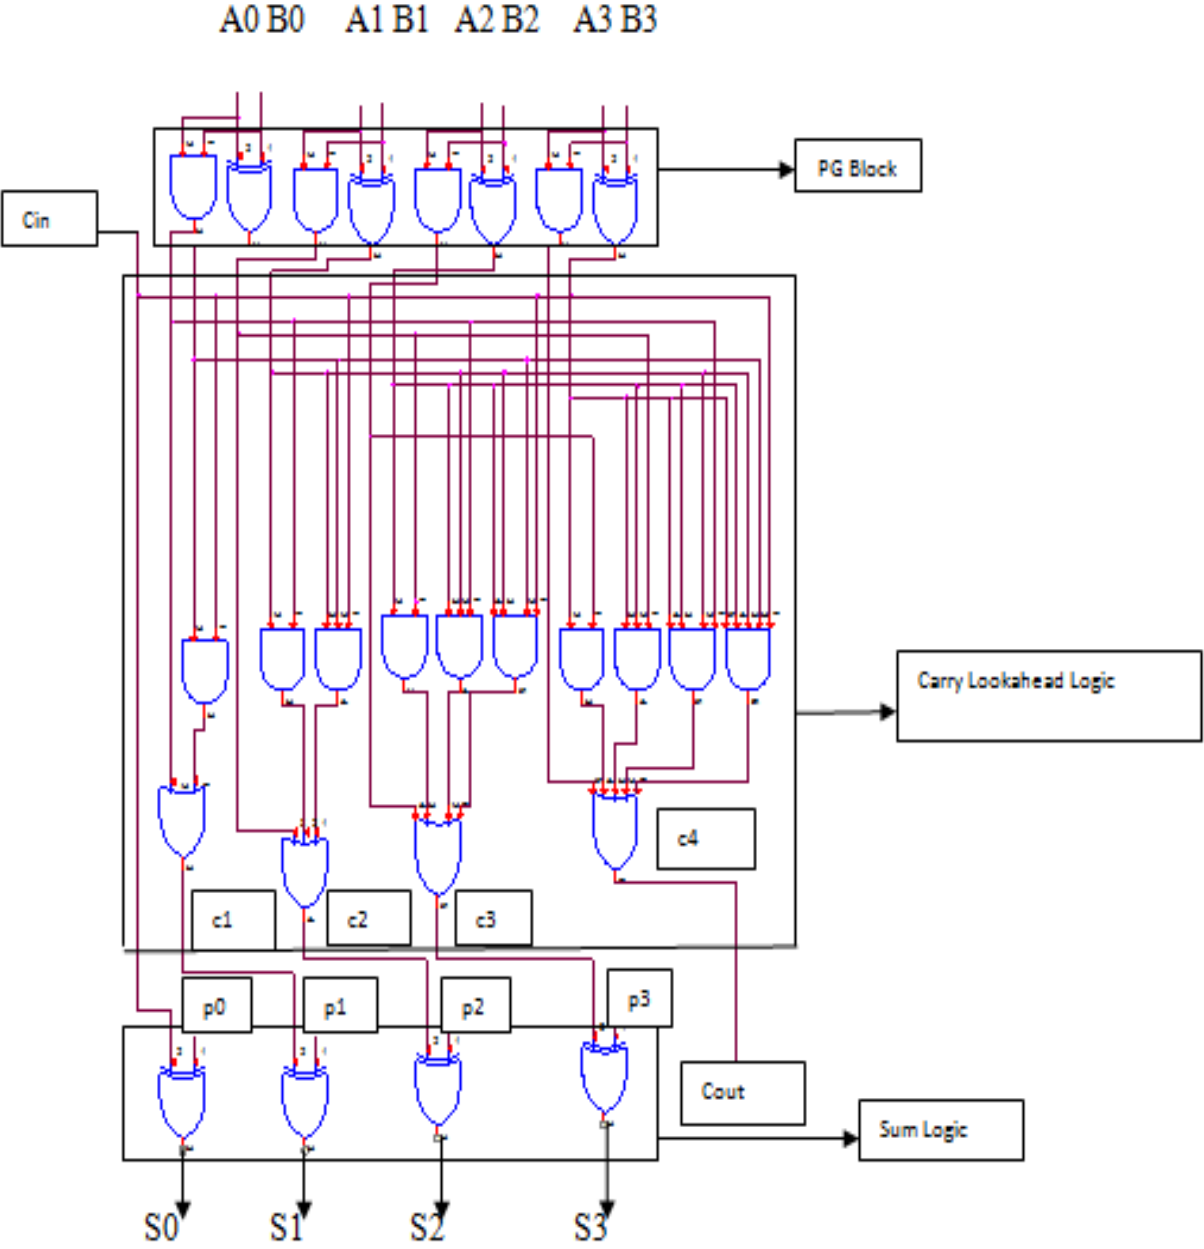 A0 B0 A1 B1 A2 B2 A3 B3
PG Block
Cin
Carry Lookahead Logic
c4
c1 c2 c3
p0 p1 p2 p3
Cout
Sum Logic
S0 S1 S2 S3